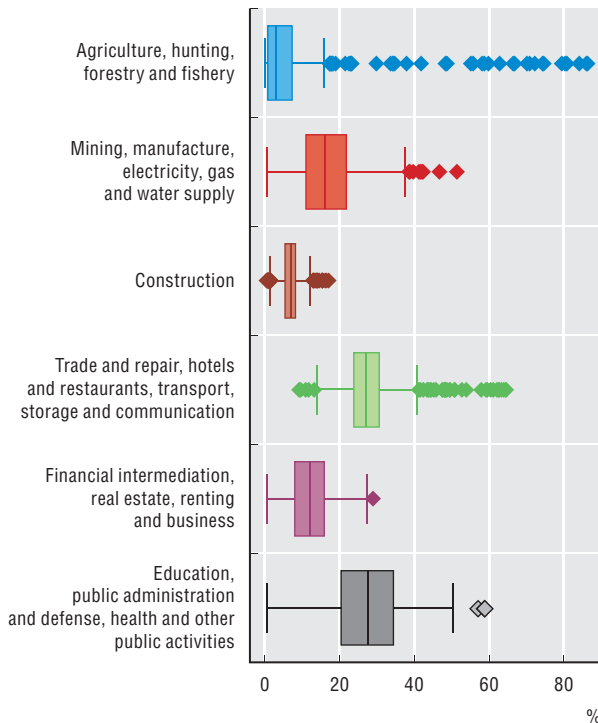 Agriculture, hunting,
forestry and fishery
Mining, manufacture,
electricity, gas
and water supply
Construction
Trade and repair, hotels
and restaurants, transport,
storage and communication
Financial intermediation,
real estate, renting
and business
Education,
public administration
and defense, health and other
public activities
0 20 40 60 80
%